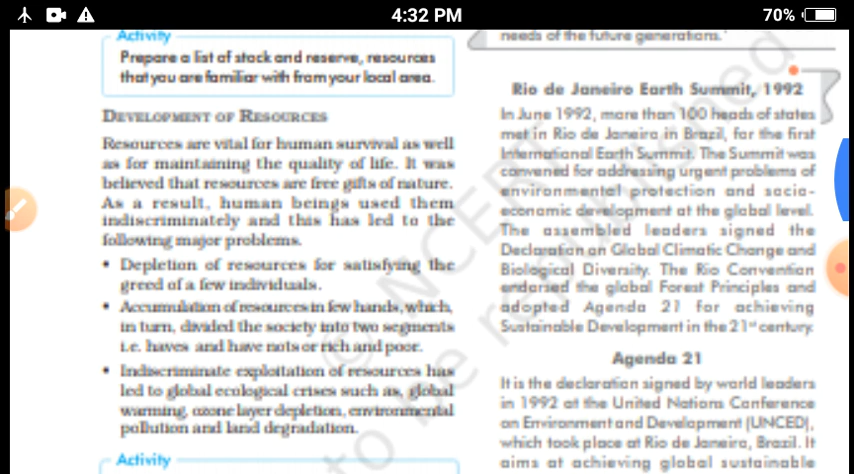 4:32 PM
70%
Activity
Prepare a list of stock and reserve, resources
that you are familiar with from your local area.
DEVELOPMENT OF RESOURCES
Resources are vital for human survival as well
as for maintaining the quality of life. It was
believed that resources are free gifts of nature.
As a result, human beings used them
indiscriminately and this has led to the
following major problems.
• Depletion of resources for satisfying the
greed of a few individuals.
• Accumulation of resources in few hands, which,
in turn, divided the society into two segments
i.e. haves and have nots or rich and poor.
• Indiscriminate exploitation of resources has
led to global ecological crises such as, global
warming, ozone layer depletion, environmental
pollution and land degradation.
Activity
needs of the future generations.'
Rio de Janeiro Earth Summit, 1992
In June 1992, more than 100 heads of states
met in Rio de Janeiro in Brazil, for the first
International Earth Summit. The Summit was
convened for addressing urgent problems of
environmental protection and socio-
economic development at the global level.
The assembled leaders signed the
Declaration on Global Climatic Change and
Biological Diversity. The Rio Convention
endorsed the global Forest Principles and
adopted Agenda 21 for achieving
Sustainable Development in the 21st century.
Agenda 21
It is the declaration signed by world leaders
in 1992 at the United Nations Conference
on Environment and Development (UNCED),
which took place at Rio de Janeiro, Brazil. It
aims at achieving global sustainable
© NCERT
to be republished